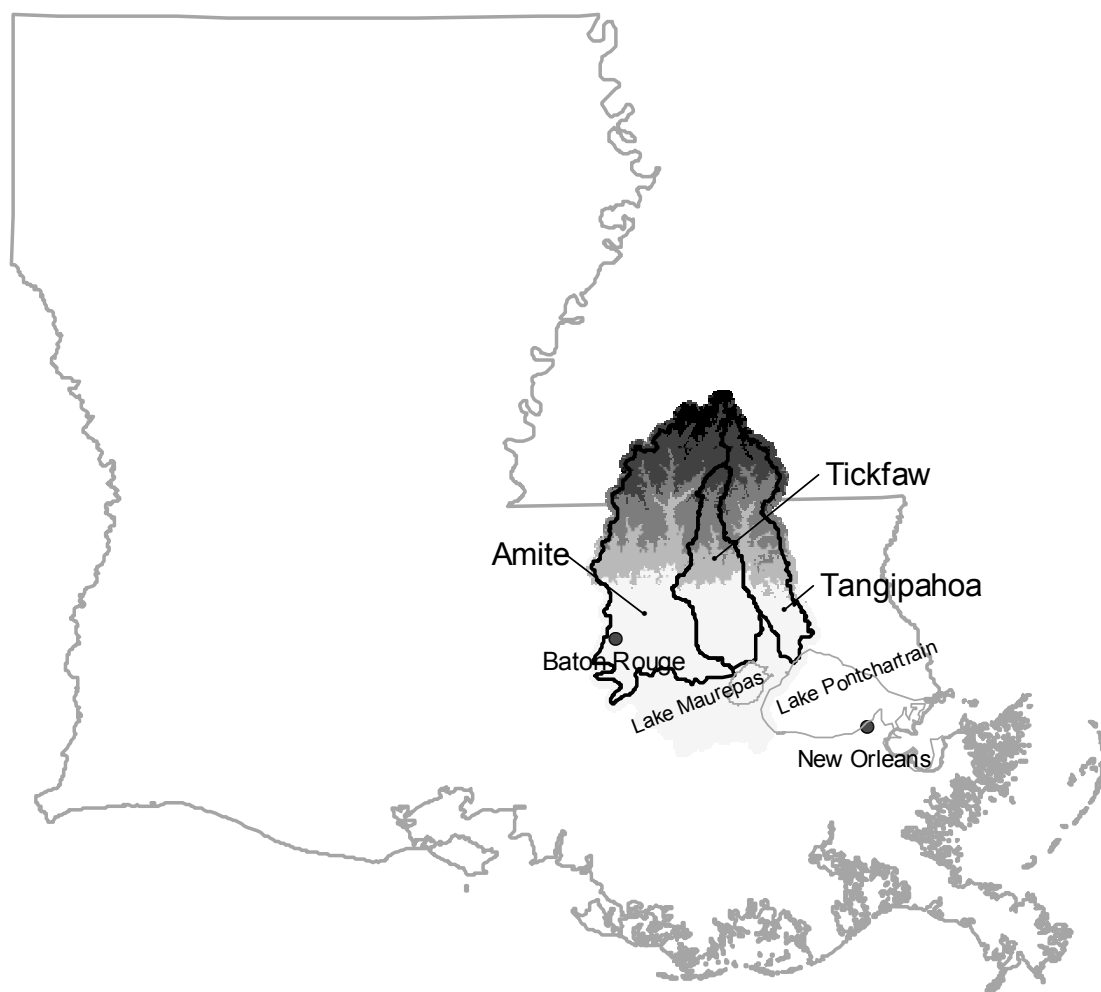 Tickfaw
Amite
Tangipahoa
Baton Rouge
Lake Maurepas
Lake Pontchartrain
New Orleans